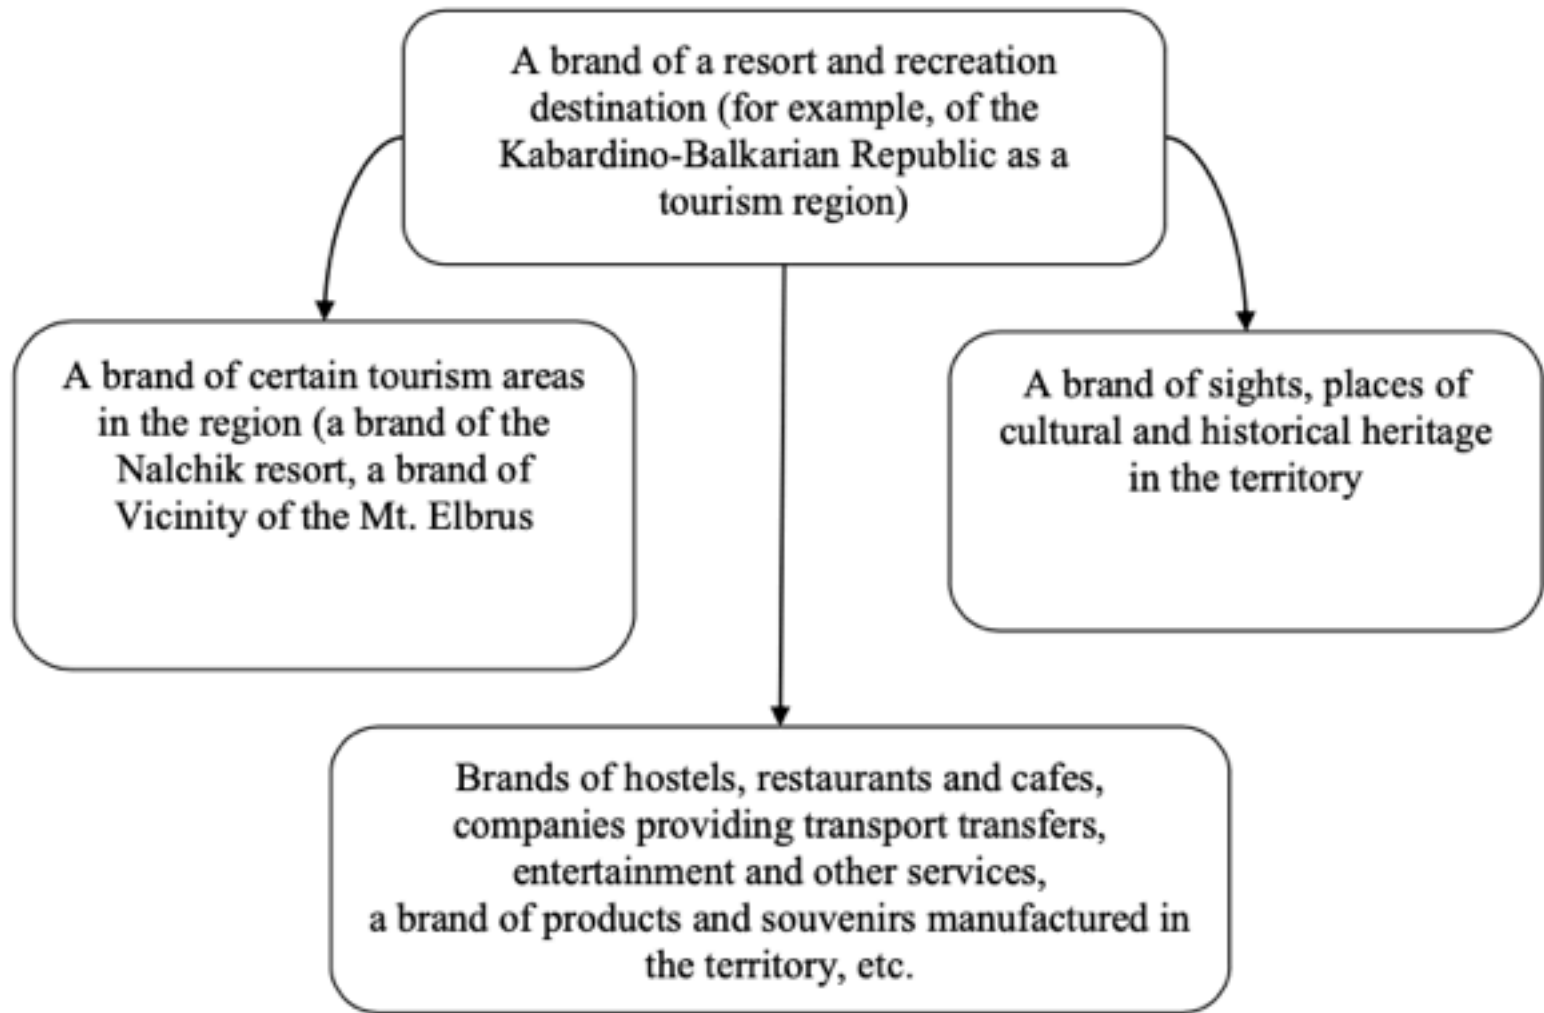 A brand of a resort and recreation
destination (for example, of the
Kabardino-Balkarian Republic as a
tourism region)
A brand of certain tourism areas
in the region (a brand of the
Nalchik resort, a brand of
Vicinity of the Mt. Elbrus
A brand of sights, places of
cultural and historical heritage
in the territory
Brands of hostels, restaurants and cafes,
companies providing transport transfers,
entertainment and other services,
a brand of products and souvenirs manufactured in
the territory, etc.